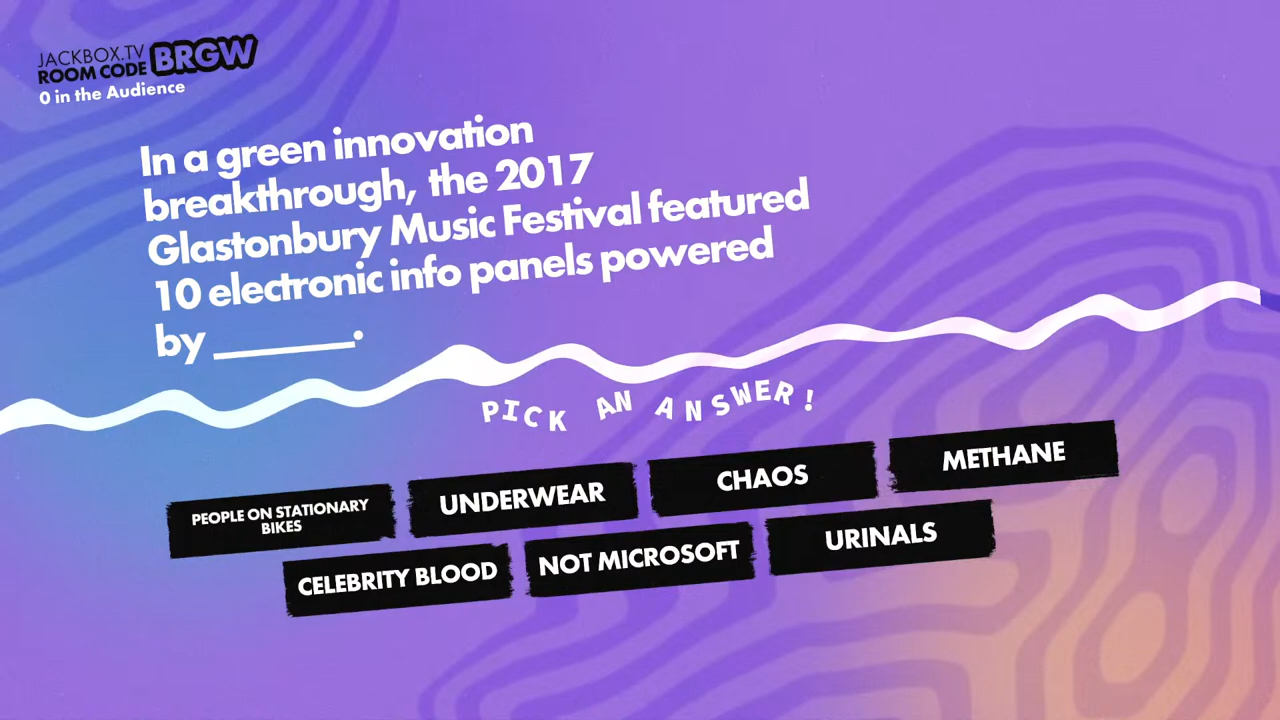 JACKBOX.TV
ROOM CODE BRGW
0 in the Audience
In a green innovation
breakthrough, the 2017
Glastonbury Music Festival featured
10 electronic info panels powered
by ______.
PICK AN ANSWER!
PEOPLE ON STATIONARY
BIKES
UNDERWEAR
CHAOS
METHANE
CELEBRITY BLOOD
NOT MICROSOFT
URINALS